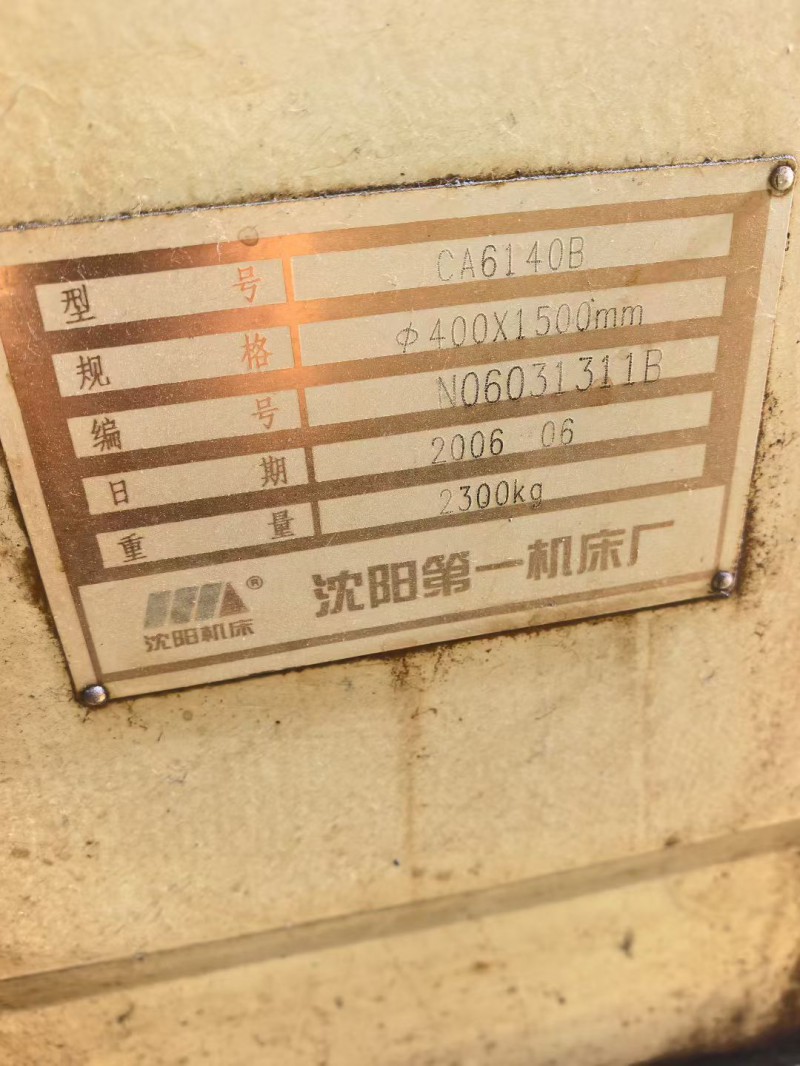 型号 CA6140B
规格 φ400X1500mm
编号 N06031311B
日期 2006 06
重量 2300kg
® 沈阳机床
沈阳第一机床厂